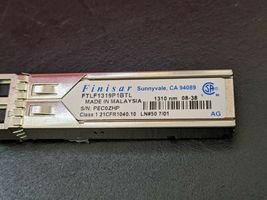 Finisar Sunnyvale, CA 94089
FTLF1319P1BTL
MADE IN MALAYSIA 1310 nm 08-38
S/N: PEC0ZHP
Class 1 21CFR1040.10 LN#50 7/01 AG